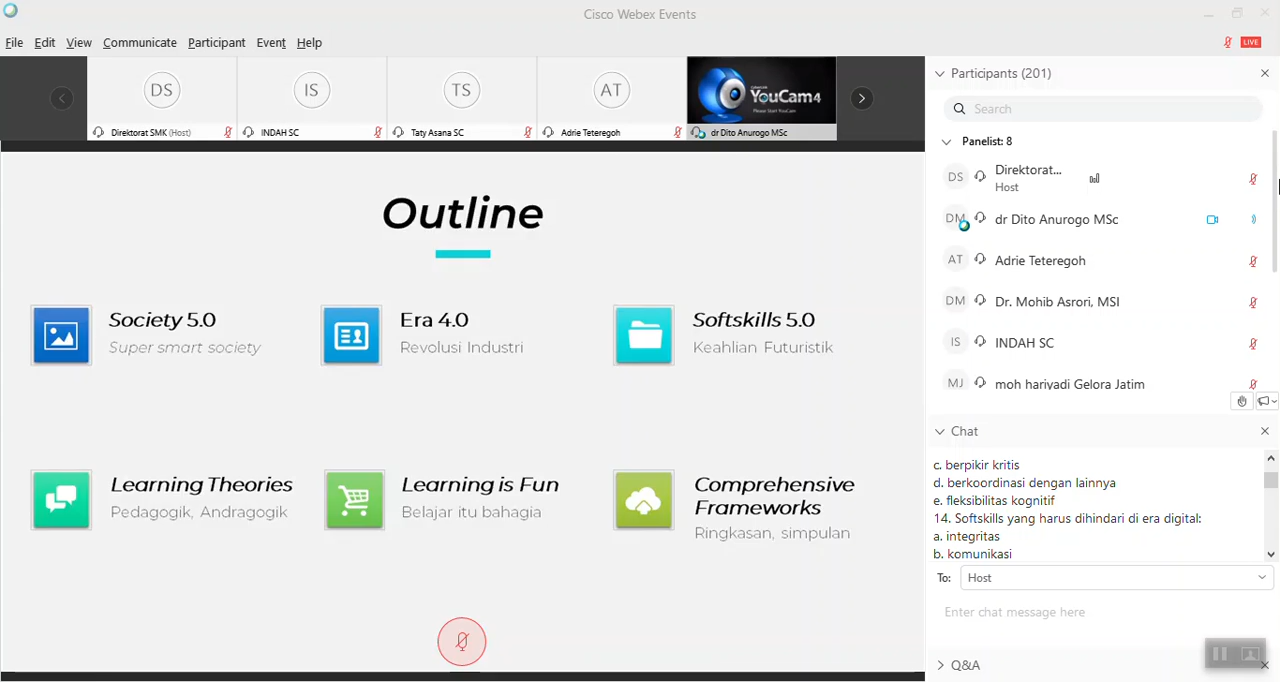 Cisco Webex Events
File Edit View Communicate Participant Event Help
LIVE
DS
IS
TS
AT
CyberLink
YouCam4
Please Start YouCam
Direktorat SMK (Host)
INDAH SC
Taty Asana SC
Adrie Teteregoh
dr Dito Anurogo MSc
Outline
Society 5.0
Super smart society
Era 4.0
Revolusi Industri
Softskills 5.0
Keahlian Futuristik
Learning Theories
Pedagogik, Andragogik
Learning is Fun
Belajar itu bahagia
Comprehensive
Frameworks
Ringkasan, simpulan
Participants (201)
Search
Panelist: 8
DS
Direktorat...
Host
DM
dr Dito Anurogo MSc
AT
Adrie Teteregoh
DM
Dr. Mohib Asrori, MSI
IS
INDAH SC
MJ
moh hariyadi Gelora Jatim
Chat
c. berpikir kritis
d. berkoordinasi dengan lainnya
e. fleksibilitas kognitif
14. Softskills yang harus dihindari di era digital:
a. integritas
b. komunikasi
To:
Host
Enter chat message here
Q&A